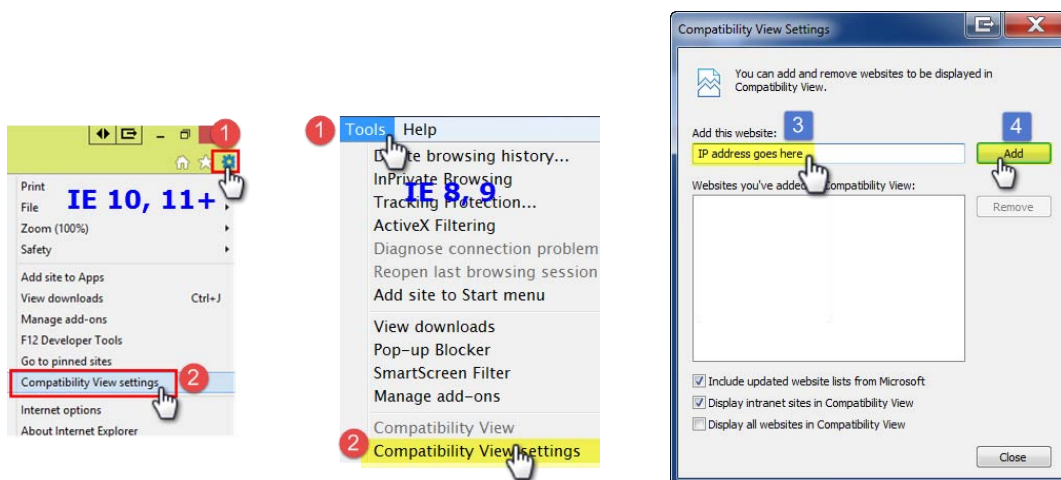 1
Print
File
IE 10, 11+
Zoom (100%)
Safety
Add site to Apps
View downloads Ctrl+J
Manage add-ons
F12 Developer Tools
Go to pinned sites
Compatibility View settings 2
Internet options
About Internet Explorer
1 Tools Help
browsing history...
InPrivate Browsing
IE 8, 9
Tracking Protection...
ActiveX Filtering
Diagnose connection problem
Reopen last browsing session
Add site to Start menu
View downloads
Pop-up Blocker
SmartScreen Filter
Manage add-ons
Compatibility View
2 Compatibility View settings
Compatibility View Settings
X
You can add and remove websites to be displayed in
Compatibility View.
Add this website: 3 4
IP address goes here Add
Websites you've added Compatibility View:
Remove
Include updated website lists from Microsoft
Display intranet sites in Compatibility View
Display all websites in Compatibility View
Close